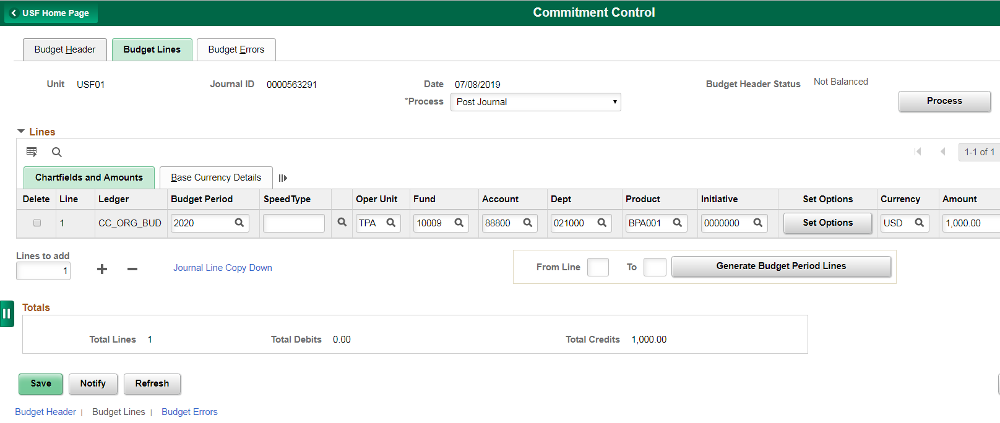 USF Home Page
Commitment Control
Budget Header
Budget Lines
Budget Errors
Unit USF01 Journal ID 0000563291 Date 07/08/2019 Budget Header Status Not Balanced
*Process Post Journal Process
Lines
1-1 of 1
Chartfields and Amounts Base Currency Details
Delete Line Ledger Budget Period SpeedType Oper Unit Fund Account Dept Product Initiative Set Options Currency Amount
1 CC_ORG_BUD 2020 TPA 10009 88800 021000 BPA001 0000000 Set Options USD 1,000.00
Lines to add
1 Journal Line Copy Down From Line To Generate Budget Period Lines
Totals
Total Lines 1 Total Debits 0.00 Total Credits 1,000.00
Save Notify Refresh
Budget Header | Budget Lines | Budget Errors